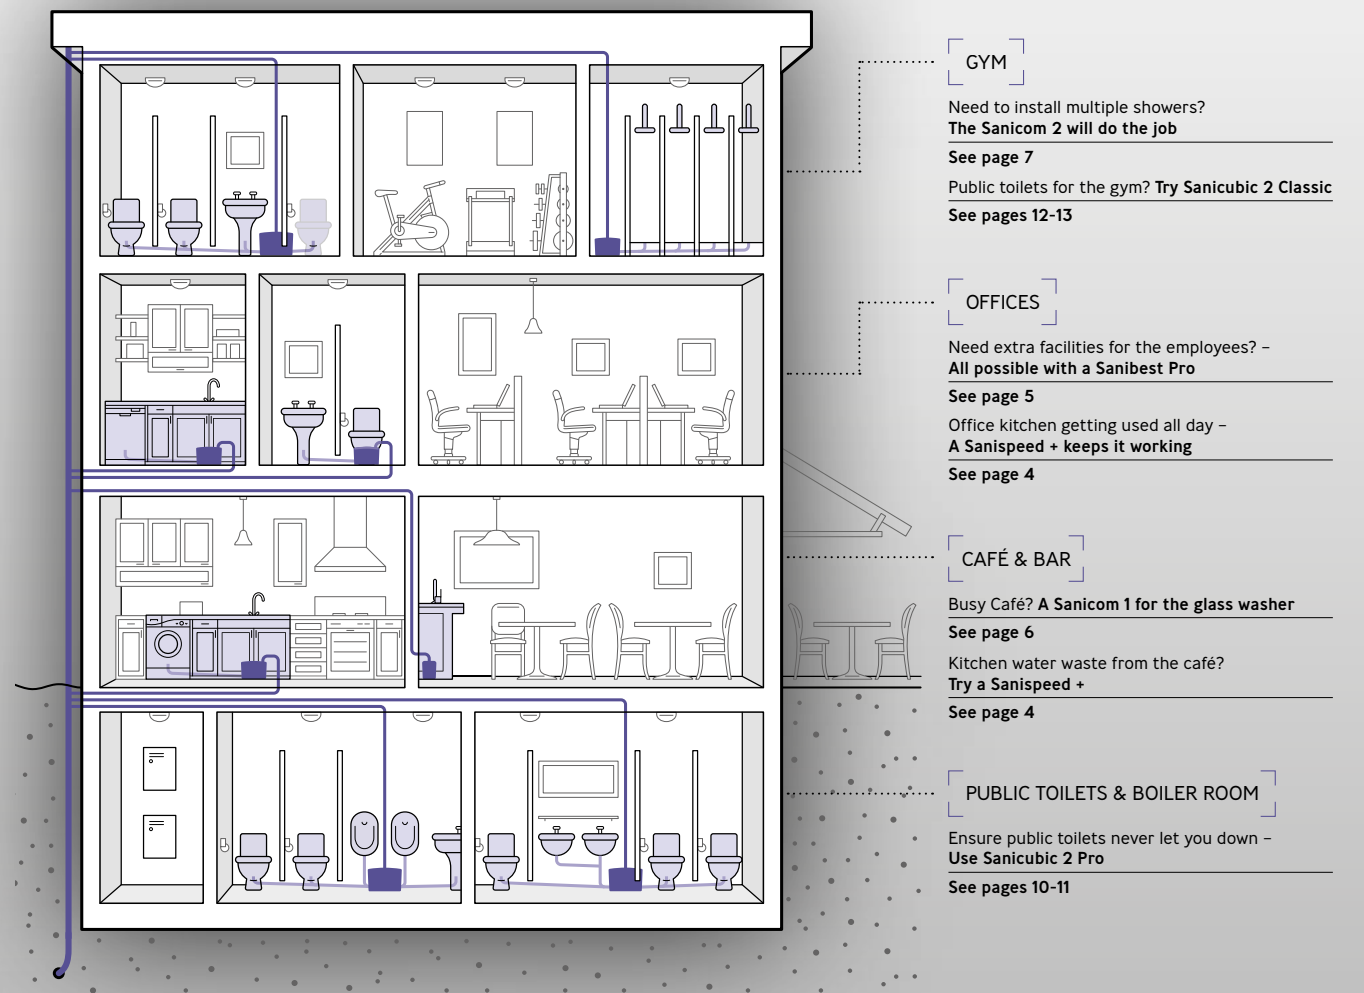 GYM
Need to install multiple showers?
The Sanicom 2 will do the job
See page 7
Public toilets for the gym? Try Sanicubic 2 Classic
See pages 12-13
OFFICES
Need extra facilities for the employees? –
All possible with a Sanibest Pro
See page 5
Office kitchen getting used all day –
A Sanispeed + keeps it working
See page 4
CAFÉ & BAR
Busy Café? A Sanicom 1 for the glass washer
See page 6
Kitchen water waste from the café?
Try a Sanispeed +
See page 4
PUBLIC TOILETS & BOILER ROOM
Ensure public toilets never let you down –
Use Sanicubic 2 Pro
See pages 10-11